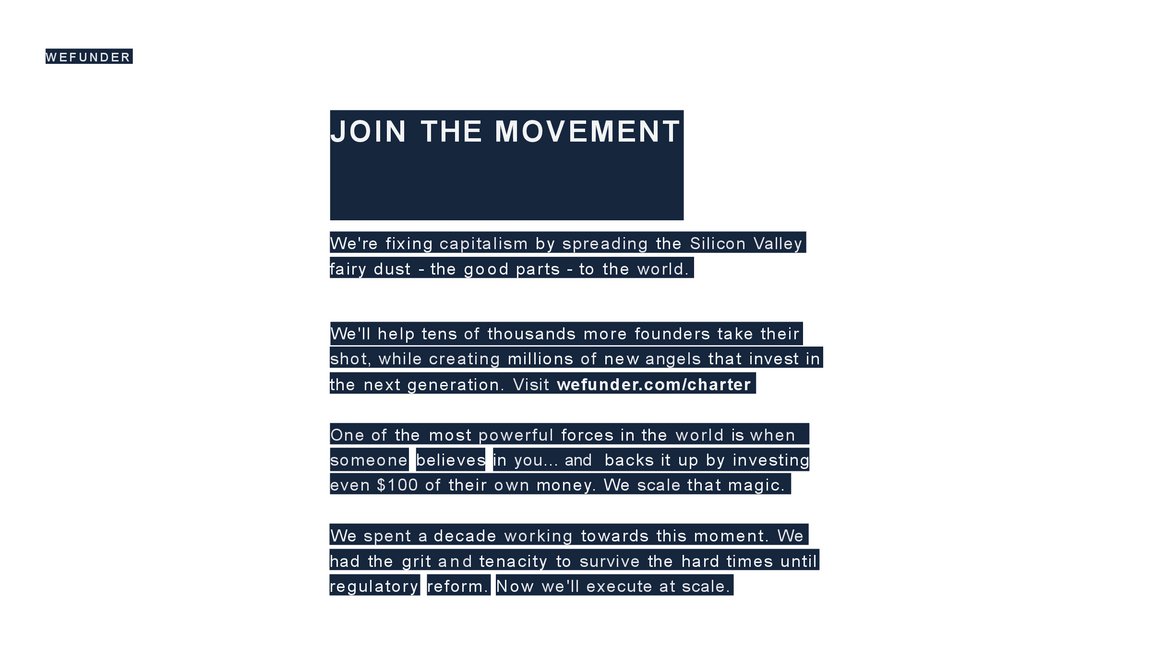 WEFUNDER
JOIN THE MOVEMENT
We're fixing capitalism by spreading the Silicon Valley
fairy dust - the good parts - to the world.
We'll help tens of thousands more founders take their
shot, while creating millions of new angels that invest in
the next generation. Visit wefunder.com/charter
One of the most powerful forces in the world is when
someone believes in you... and backs it up by investing
even $100 of their own money. We scale that magic.
We spent a decade working towards this moment. We
had the grit and tenacity to survive the hard times until
regulatory reform. Now we'll execute at scale.